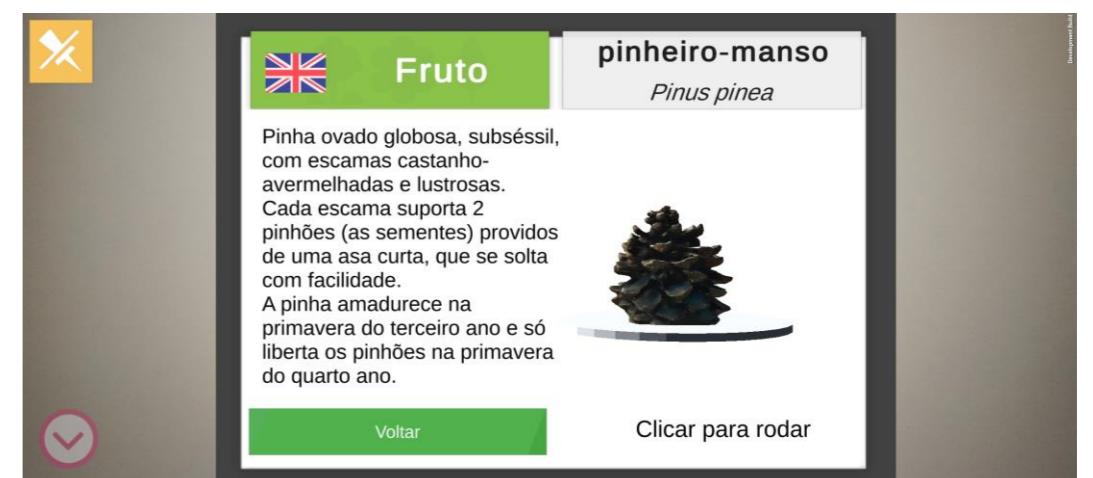 Fruto
pinheiro-manso
Pinus pinea
Pinha ovado globosa, subséssil,
com escamas castanho-
avermelhadas e lustrosas.
Cada escama suporta 2
pinhões (as sementes) providos
de uma asa curta, que se solta
com facilidade.
A pinha amadurece na
primavera do terceiro ano e só
liberta os pinhões na primavera
do quarto ano.
Voltar
Clicar para rodar
Development Build